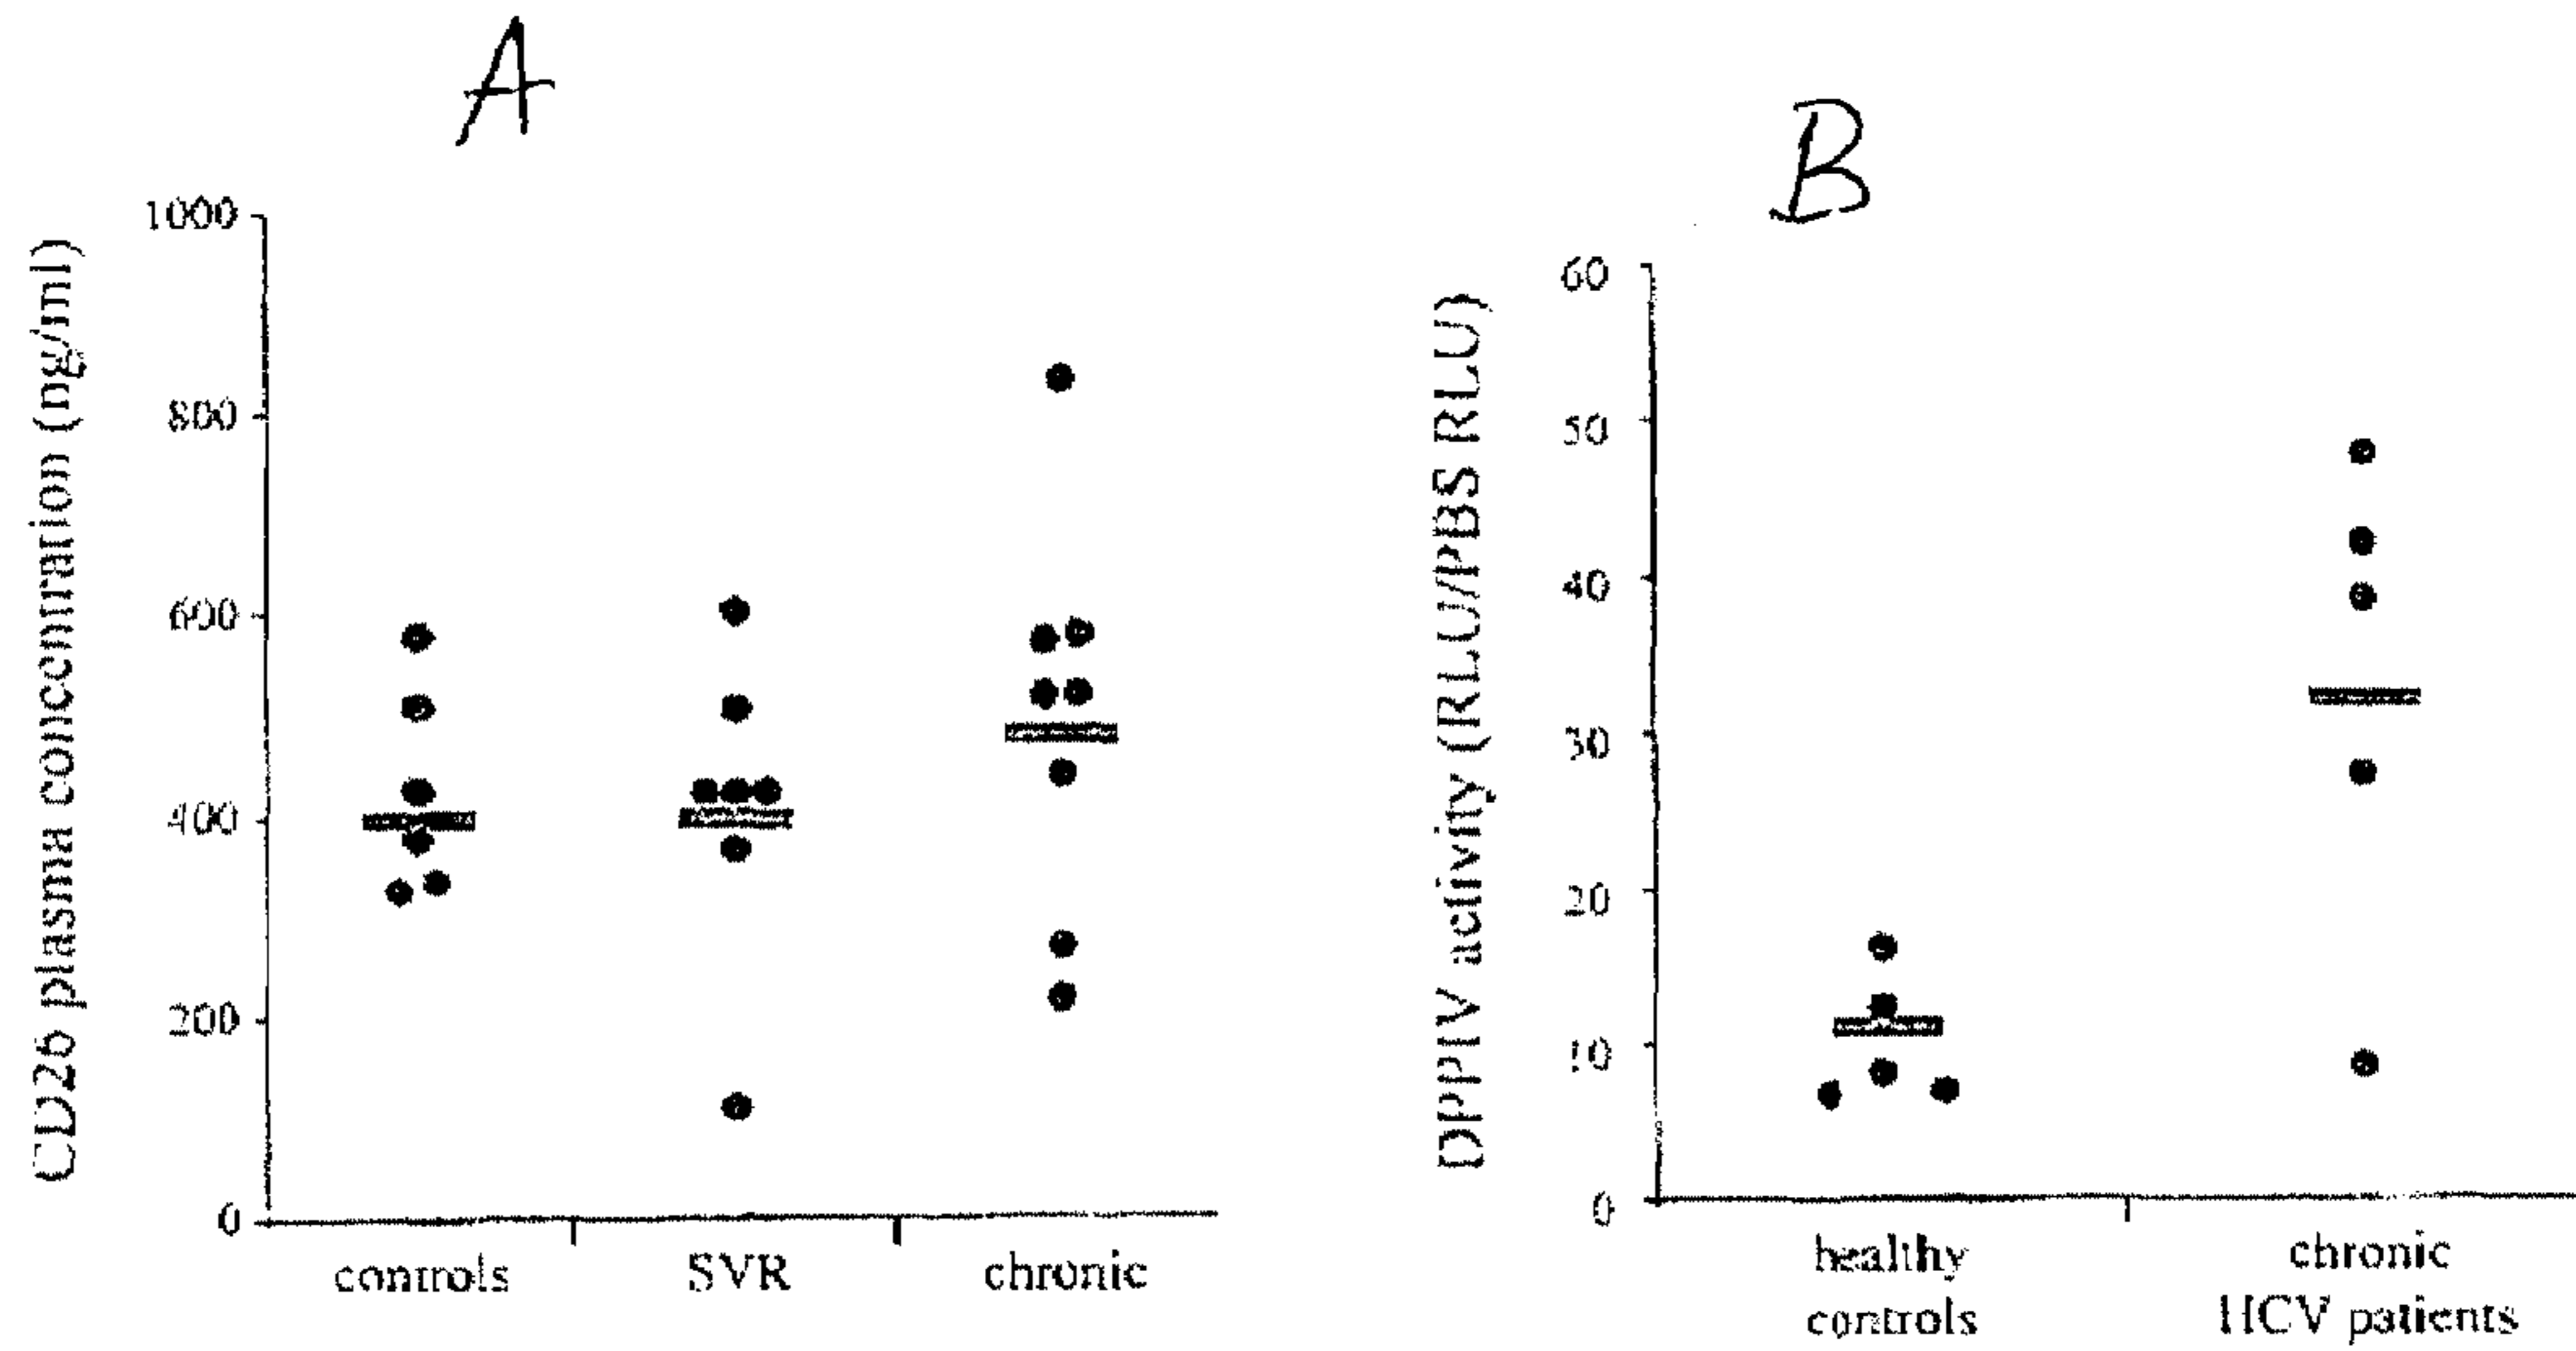 A
B
CD26 plasma concentration (ng/ml)
1000
800
600
400
200
0
controls
SVR
chronic
DPPIV activity (RLU/PBS RLU)
60
50
40
30
20
10
0
healthy
controls
chronic
HCV patients